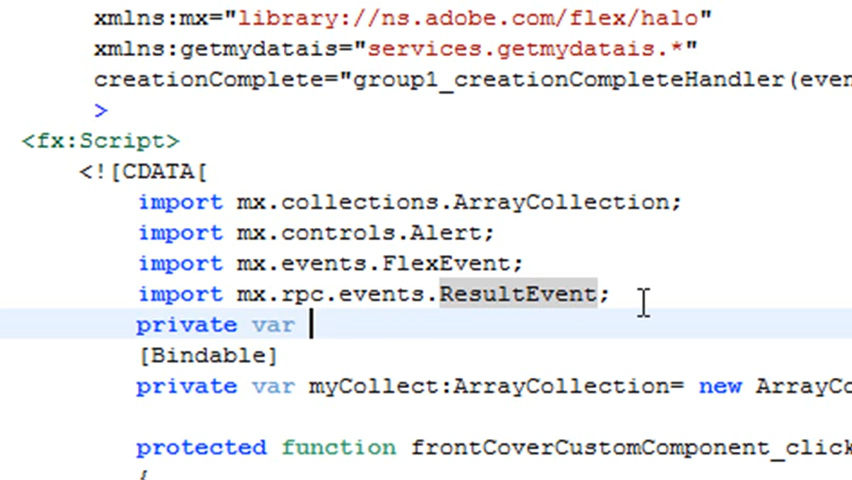 xmlns:mx="library://ns.adobe.com/flex/halo"
xmlns:getmydatais="services.getmydatais.*"
creationComplete="group1_creationCompleteHandler(even
>
<fx:Script>
<![CDATA[
import mx.collections.ArrayCollection;
import mx.controls.Alert;
import mx.events.FlexEvent;
import mx.rpc.events.ResultEvent;
private var
[Bindable]
private var myCollect:ArrayCollection= new ArrayCo
protected function frontCoverCustomComponent_click
{